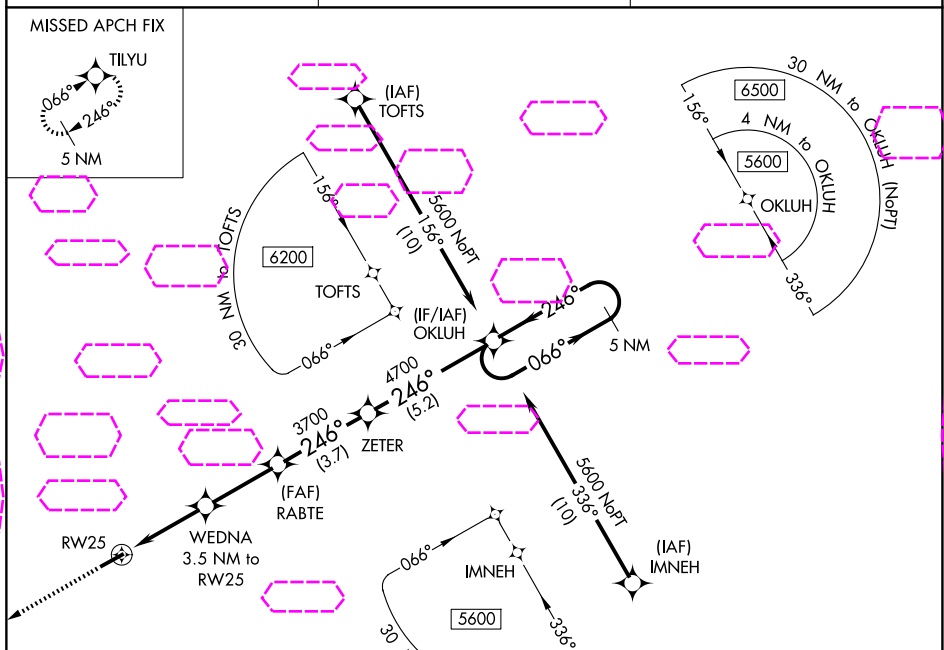 MISSED APCH FIX
TILYU
066°
246°
5 NM
(IAF)
TOFTS
5600 NoPT
156°
(10)
30 NM to TOFTS
156°
6200
TOFTS
066°
30 NM to OKLUH (NoPT)
6500
156°
4 NM to OKLUH
5600
OKLUH
336°
(IF/IAF)
OKLUH
246°
066°
5 NM
4700
246°
(5.2)
ZETER
3700
246°
(3.7)
(FAF)
RABTE
WEDNA
3.5 NM to
RW25
RW25
5600 NoPT
336°
(10)
(IAF)
IMNEH
066°
IMNEH
5600
336°
30